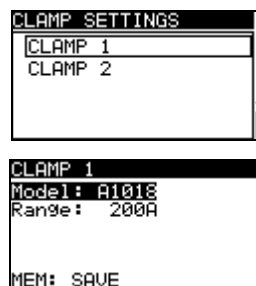 CLAMP SETTINGS
CLAMP 1
CLAMP 2
CLAMP 1
Model: A1018
Range: 200A
MEM: SAVE